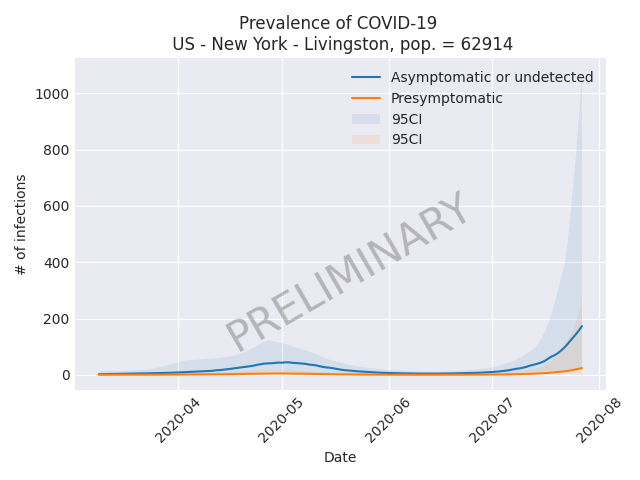 Prevalence of COVID-19
US - New York - Livingston, pop. = 62914
Asymptomatic or undetected
Presymptomatic
95CI
95CI
1000
800
600
400
200
0
# of infections
PRELIMINARY
2020-04
2020-05
2020-06
2020-07
2020-08
Date